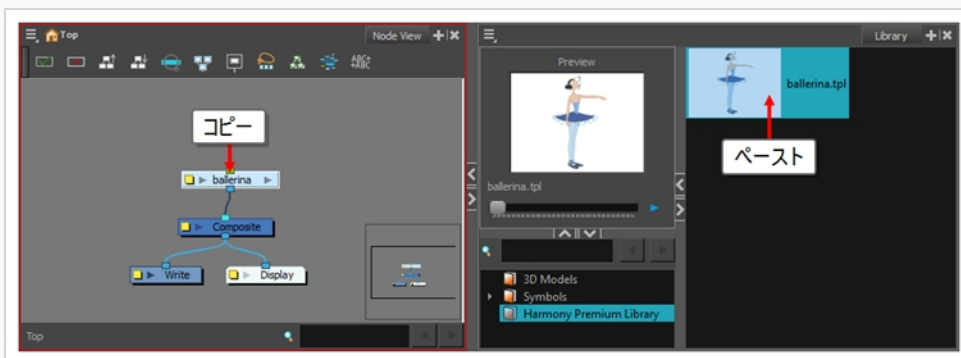 Top
Node View
ABC+
+ABC
コピー
ballerina
Composite
Write
Display
Top
Library
Preview
ballerina.tpl
3D Models
Symbols
Harmony Premium Library
ballerina.tpl
ペースト